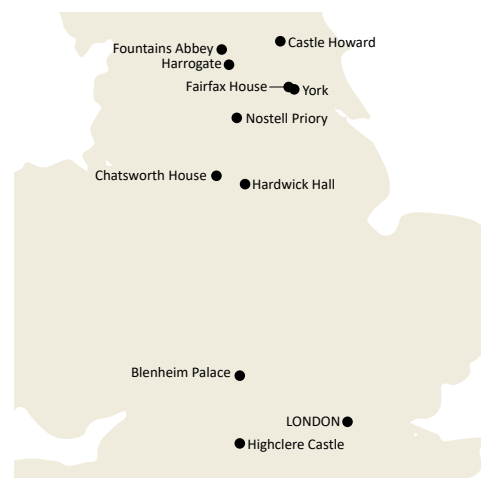 Castle Howard
Fountains Abbey
Harrogate
Fairfax House
York
Nostell Priory
Chatsworth House
Hardwick Hall
Blenheim Palace
LONDON
Highclere Castle